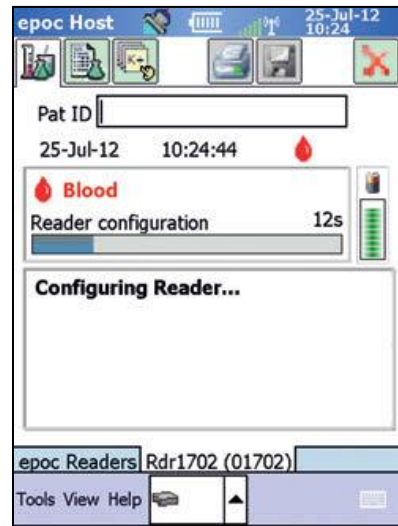 epoc Host 25-Jul-12
10:24
K+
Pat ID
25-Jul-12 10:24:44
Blood
Reader configuration 12s
Configuring Reader...
epoc Readers Rdr1702 (01702)
Tools View Help